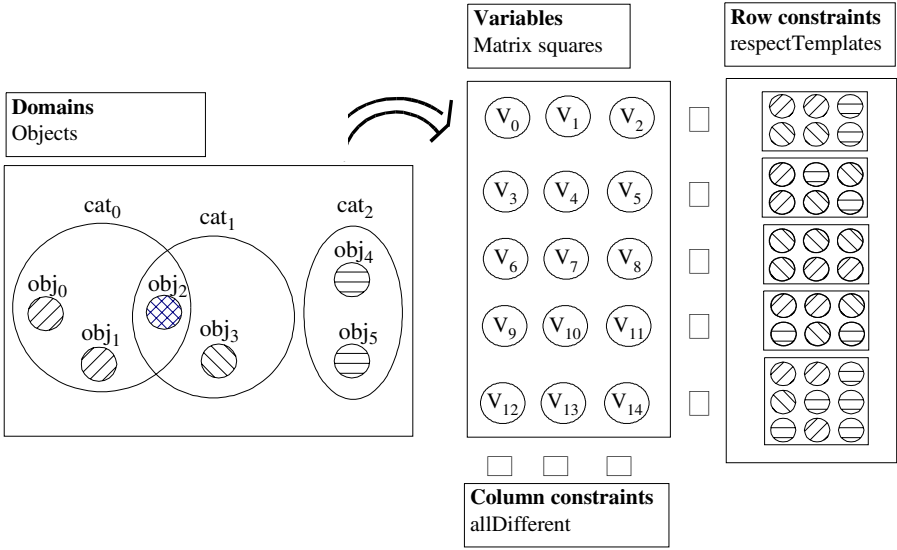 Domains
Objects
cat₀
cat₁
cat₂
obj₀
obj₁
obj₂
obj₃
obj₄
obj₅
Variables
Matrix squares
V₀ V₁ V₂
V₃ V₄ V₅
V₆ V₇ V₈
V₉ V₁₀ V₁₁
V₁₂ V₁₃ V₁₄
Column constraints
allDifferent
Row constraints
respectTemplates